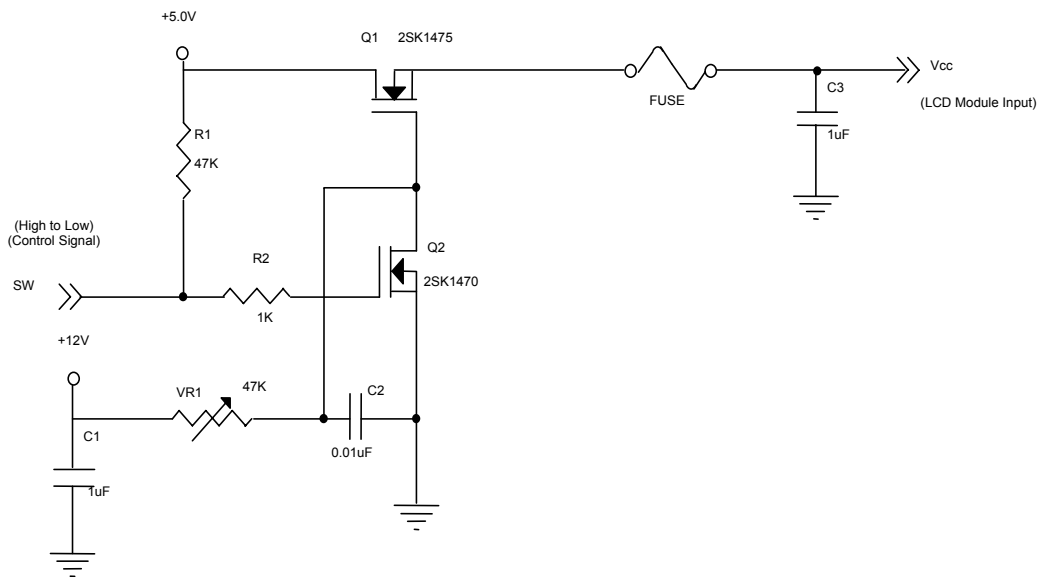 +5.0V
Q1 2SK1475
Vcc
FUSE
C3
(LCD Module Input)
R1
1uF
47K
(High to Low)
(Control Signal)
Q2
R2
SW
2SK1470
1K
+12V
VR1
47K
C2
C1
0.01uF
1uF